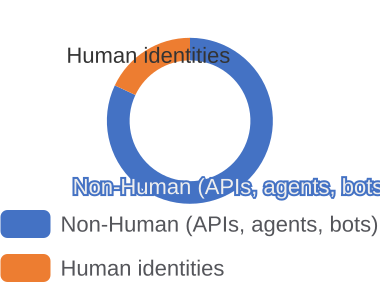 Human identities
Non-Human (APIs, agents, bots
Non-Human (APIs, agents, bots)
Human identities